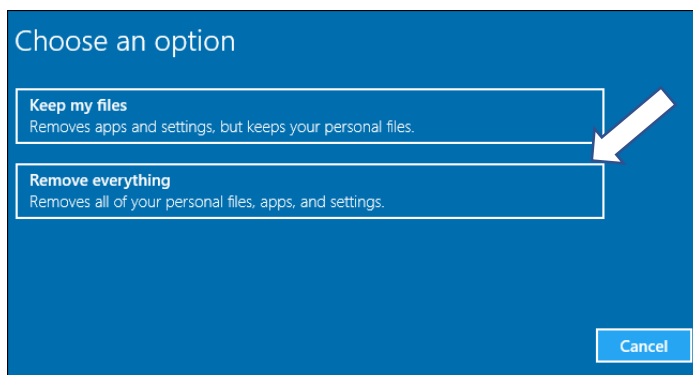 Choose an option
Keep my files
Removes apps and settings, but keeps your personal files.
Remove everything
Removes all of your personal files, apps, and settings.
Cancel